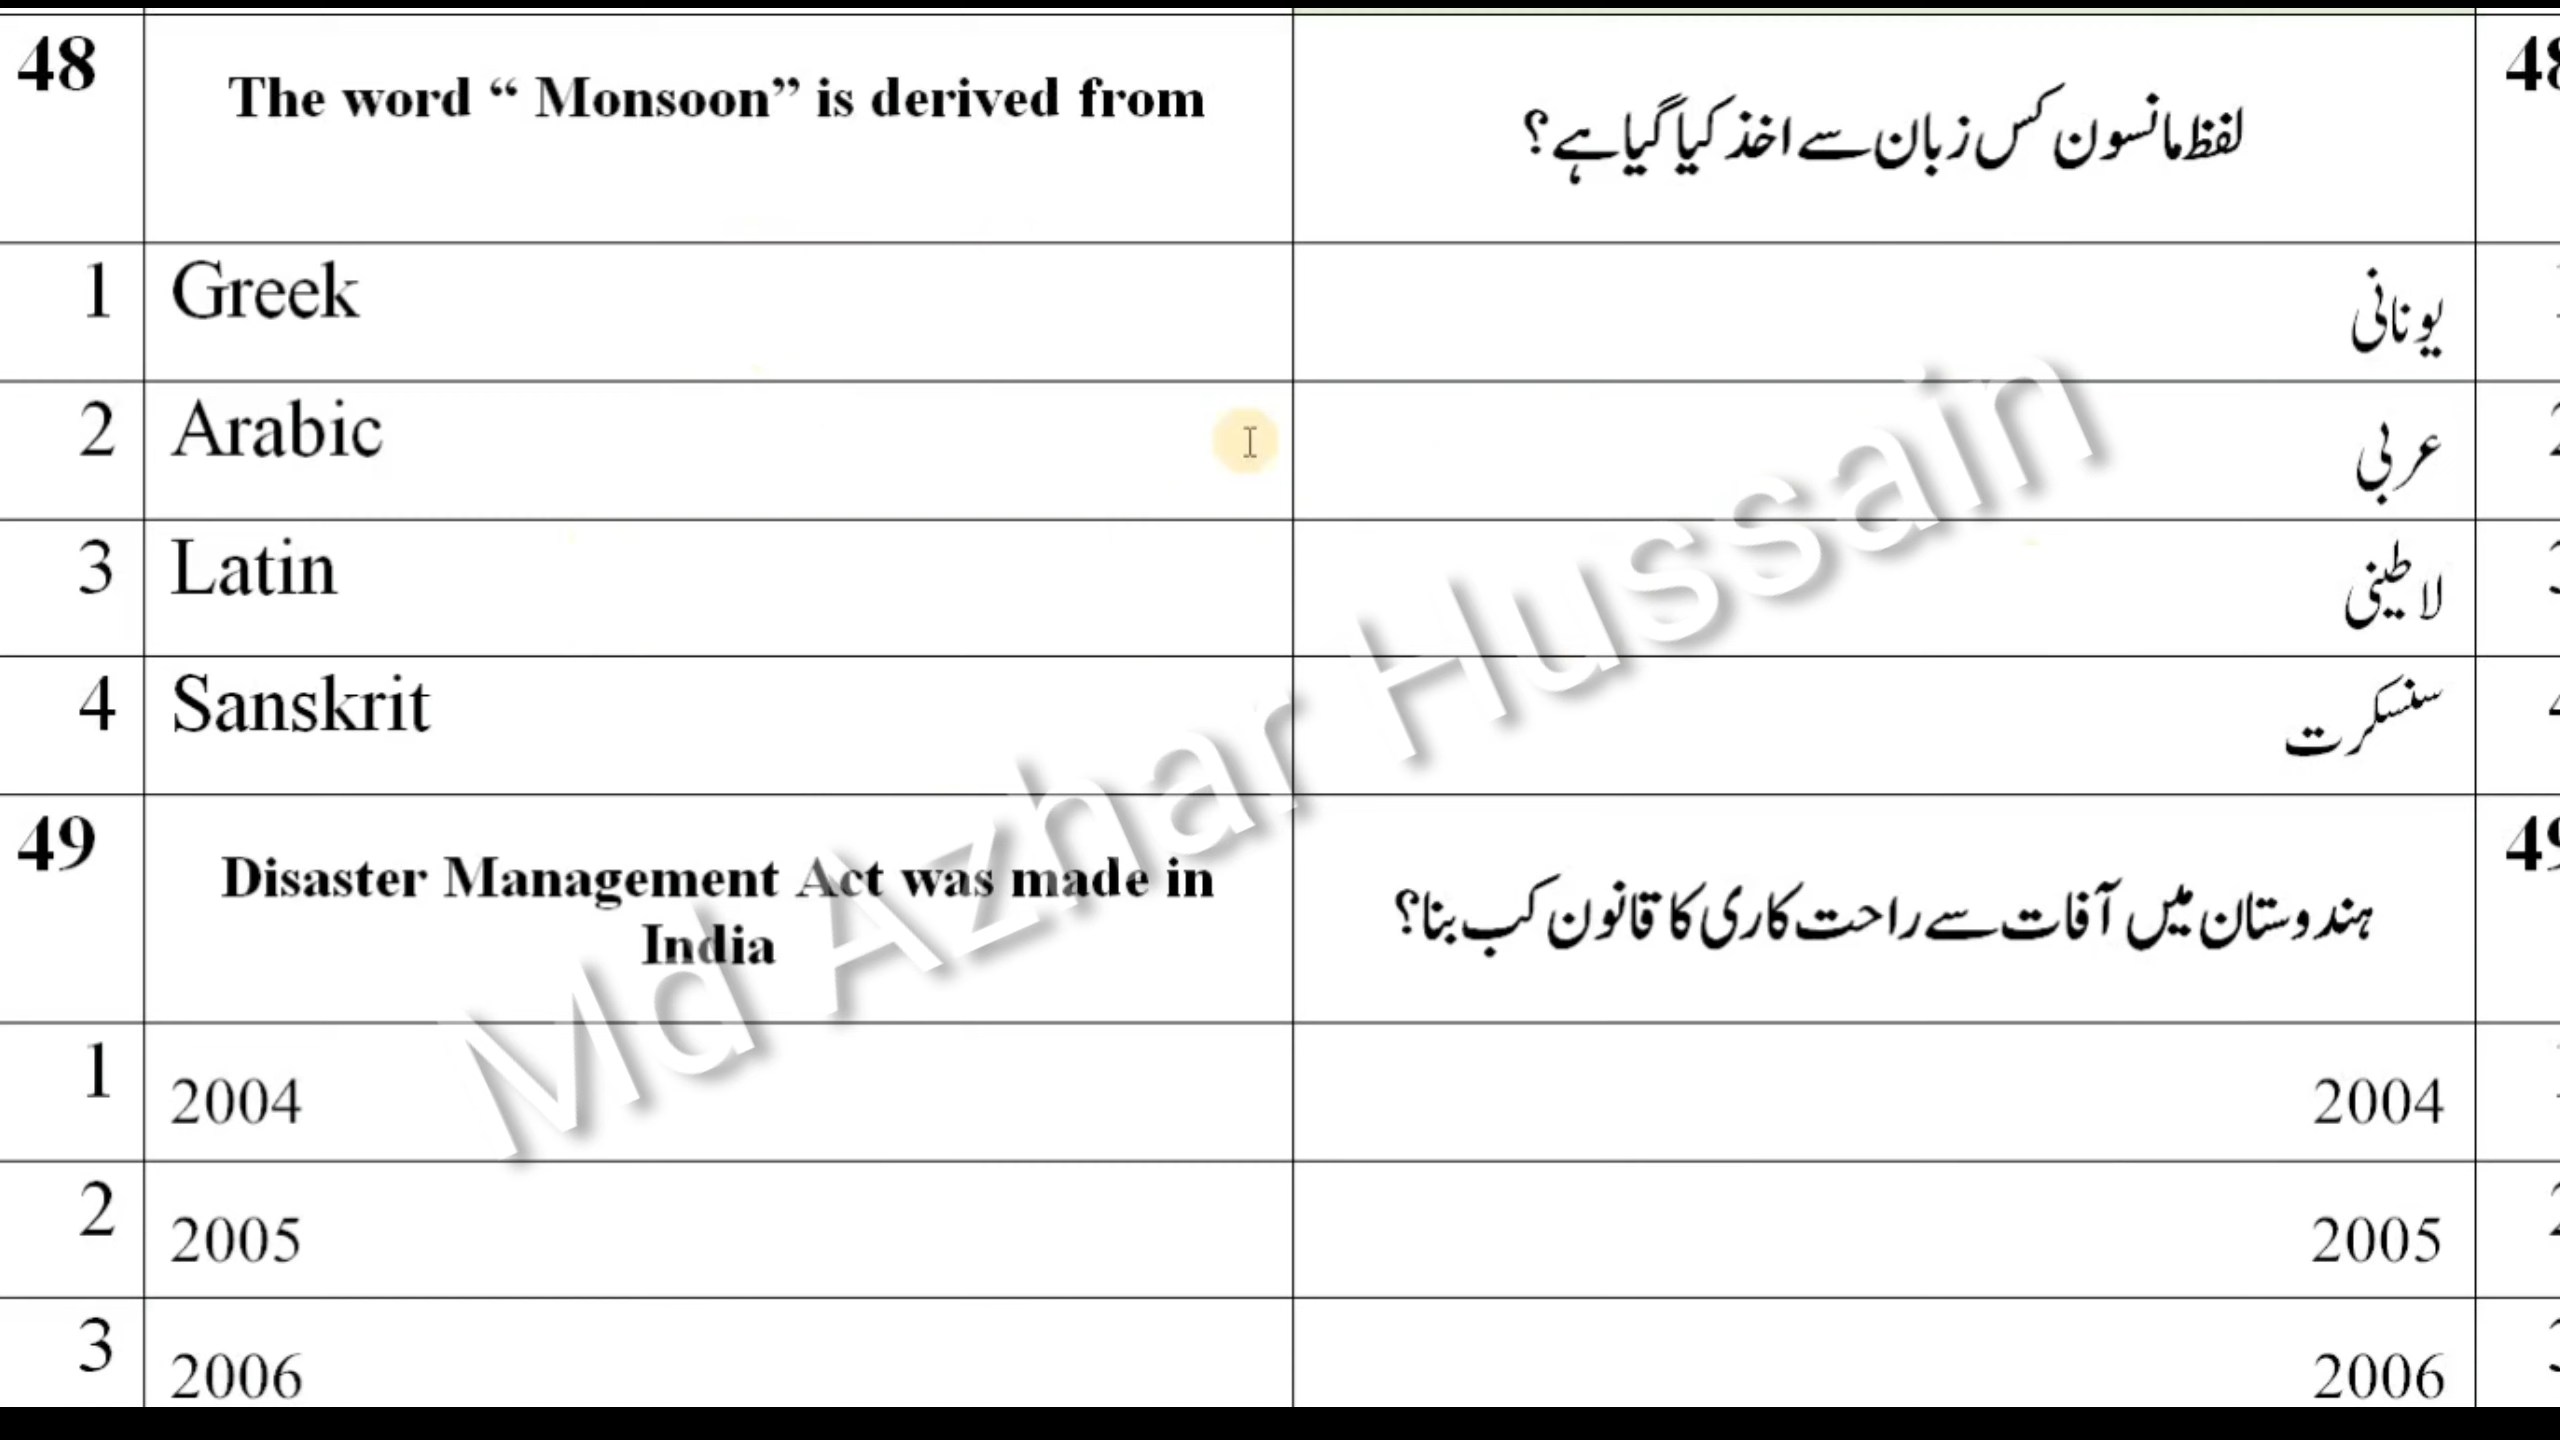 48
The word “ Monsoon” is derived from
لفظ مانسون کس زبان سے اخذ کیا گیا ہے؟
1 Greek
یونانی
2 Arabic
عربی
3 Latin
لاطینی
4 Sanskrit
سنسکرت
49
Disaster Management Act was made in
India
ہندوستان میں آفات سے راحت کاری کا قانون کب بنا؟
1 2004
2004
2 2005
2005
3 2006
2006
Md Azhar Hussain